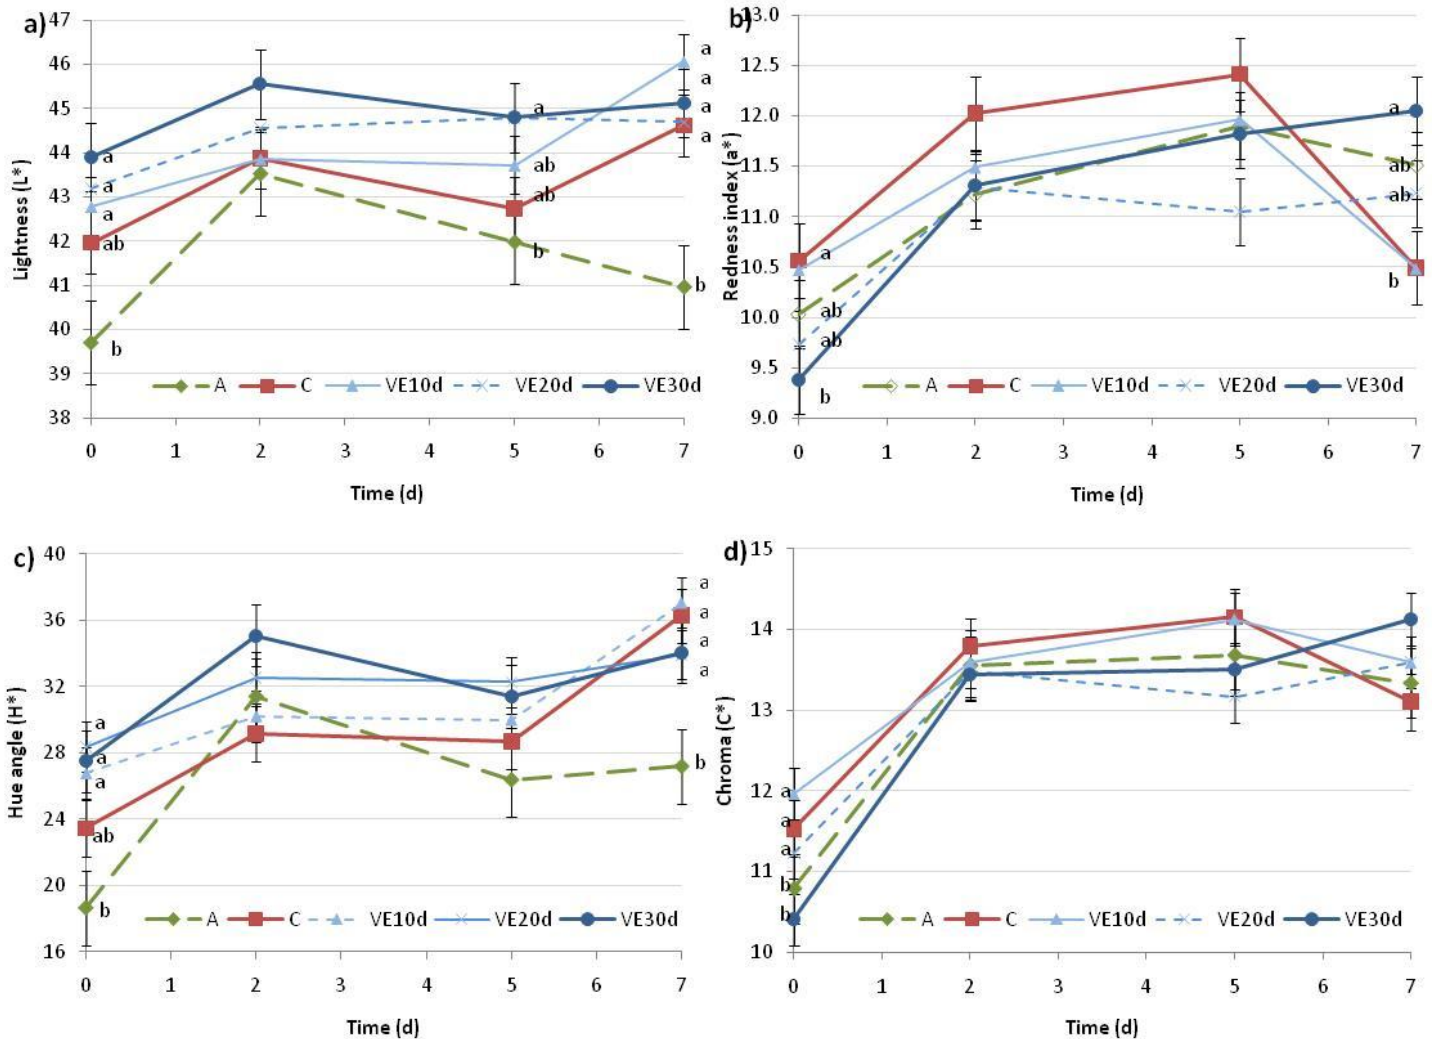 a)
47
46
45
44
43
42
41
40
39
38
Lightness (L*)
a
a
a
ab
b
a
ab
ab
b
a
a
a
a
b
A C VE10d VE20d VE30d
0 1 2 3 4 5 6 7
Time (d)
b)
13.0
12.5
12.0
11.5
11.0
10.5
10.0
9.5
9.0
Redness index (a*)
a
ab
ab
b
a
ab
ab
b
A C VE10d VE20d VE30d
0 1 2 3 4 5 6 7
Time (d)
c)
40
36
32
28
24
20
16
Hue angle (H*)
a
a
a
ab
b
a
a
a
a
b
A C VE10d VE20d VE30d
0 1 2 3 4 5 6 7
Time (d)
d)
15
14
13
12
11
10
Chroma (C*)
a
a
a
b
b
A C VE10d VE20d VE30d
0 1 2 3 4 5 6 7
Time (d)